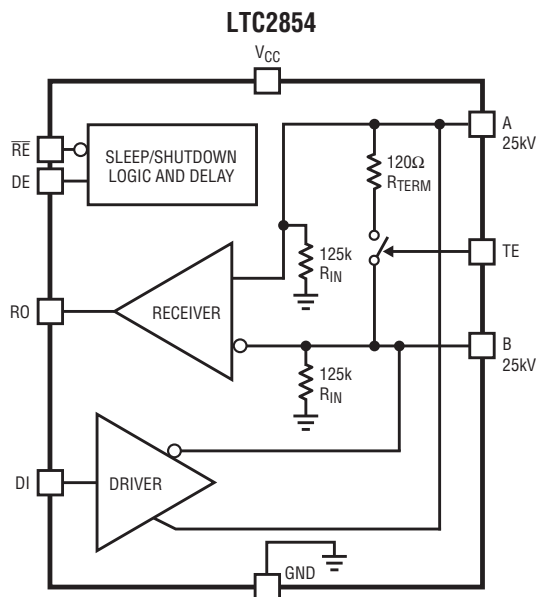 LTC2854
VCC
RE
DE
SLEEP/SHUTDOWN
LOGIC AND DELAY
A
25kV
120Ω
RTERM
TE
125k
RIN
RO
RECEIVER
B
25kV
125k
RIN
DI
DRIVER
GND